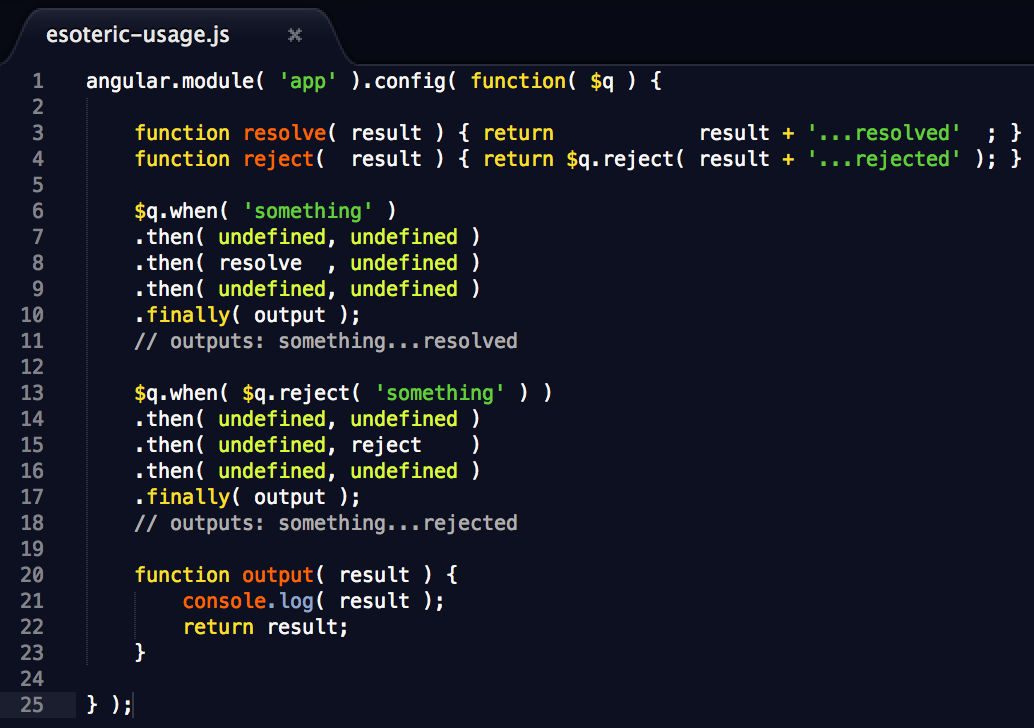 esoteric-usage.js ×
1 angular.module( 'app' ).config( function( $q ) {
2
3     function resolve( result ) { return            result + '...resolved'  ; }
4     function reject(  result ) { return $q.reject( result + '...rejected' ); }
5
6     $q.when( 'something' )
7     .then( undefined, undefined )
8     .then( resolve  , undefined )
9     .then( undefined, undefined )
10     .finally( output );
11     // outputs: something...resolved
12
13     $q.when( $q.reject( 'something' ) )
14     .then( undefined, undefined )
15     .then( undefined, reject    )
16     .then( undefined, undefined )
17     .finally( output );
18     // outputs: something...rejected
19
20     function output( result ) {
21         console.log( result );
22         return result;
23     }
24
25 } );